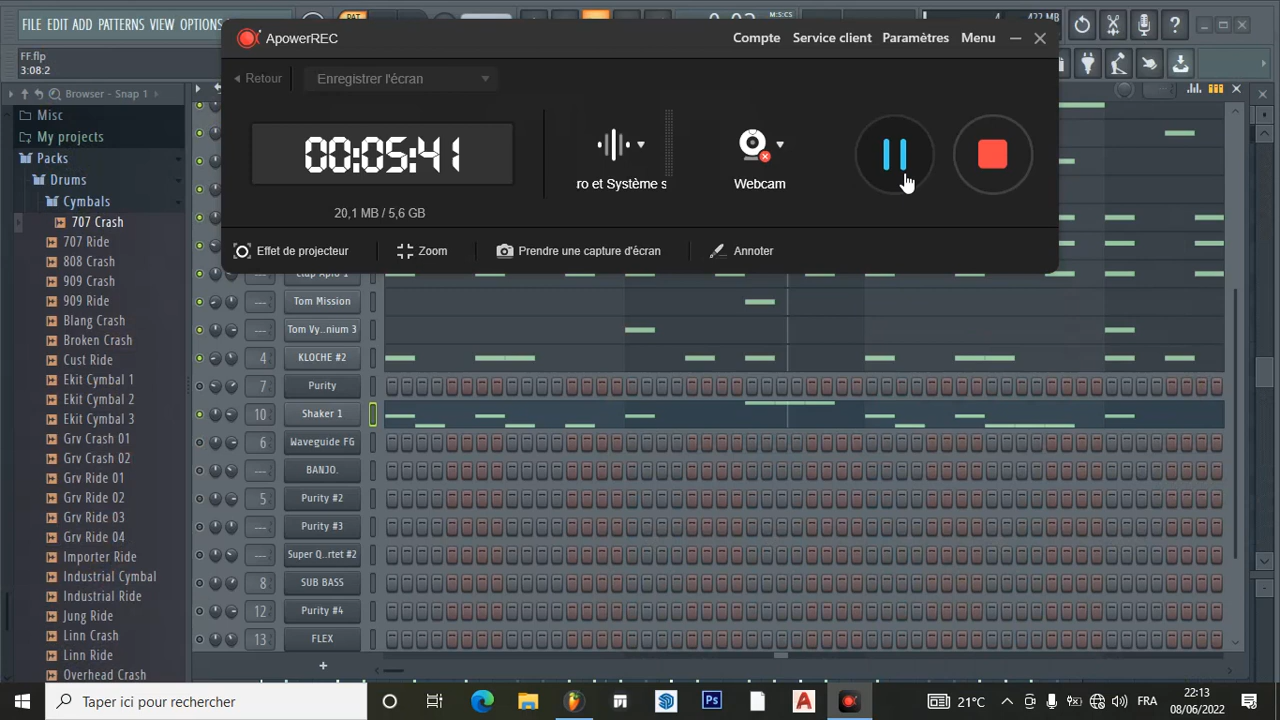 FILE EDIT ADD PATTERNS VIEW OPTIONS
PAT
M:S:CS
4
422 MB
FF.flp
3:08:2
ApowerREC
Compte
Service client
Paramètres
Menu
Retour
Enregistrer l'écran
00:05:41
20,1 MB / 5,6 GB
ro et Système s
Webcam
Effet de projecteur
Zoom
Prendre une capture d'écran
Annoter
Browser - Snap 1
Misc
My projects
Packs
Drums
Cymbals
707 Crash
707 Ride
808 Crash
909 Crash
909 Ride
Blang Crash
Broken Crash
Cust Ride
Ekit Cymbal 1
Ekit Cymbal 2
Ekit Cymbal 3
Grv Crash 01
Grv Crash 02
Grv Ride 01
Grv Ride 02
Grv Ride 03
Grv Ride 04
Importer Ride
Industrial Cymbal
Industrial Ride
Jung Ride
Linn Crash
Linn Ride
Overhead Crash
--- Tom Mission
--- Tom Vy..nium 3
4 KLOCHE #2
7 Purity
10 Shaker 1
6 Waveguide FG
--- BANJO.
5 Purity #2
--- Purity #3
--- Super Q..rtet #2
8 SUB BASS
12 Purity #4
13 FLEX
+
Taper ici pour rechercher
Ps
A
21°C
FRA
22:13
08/06/2022